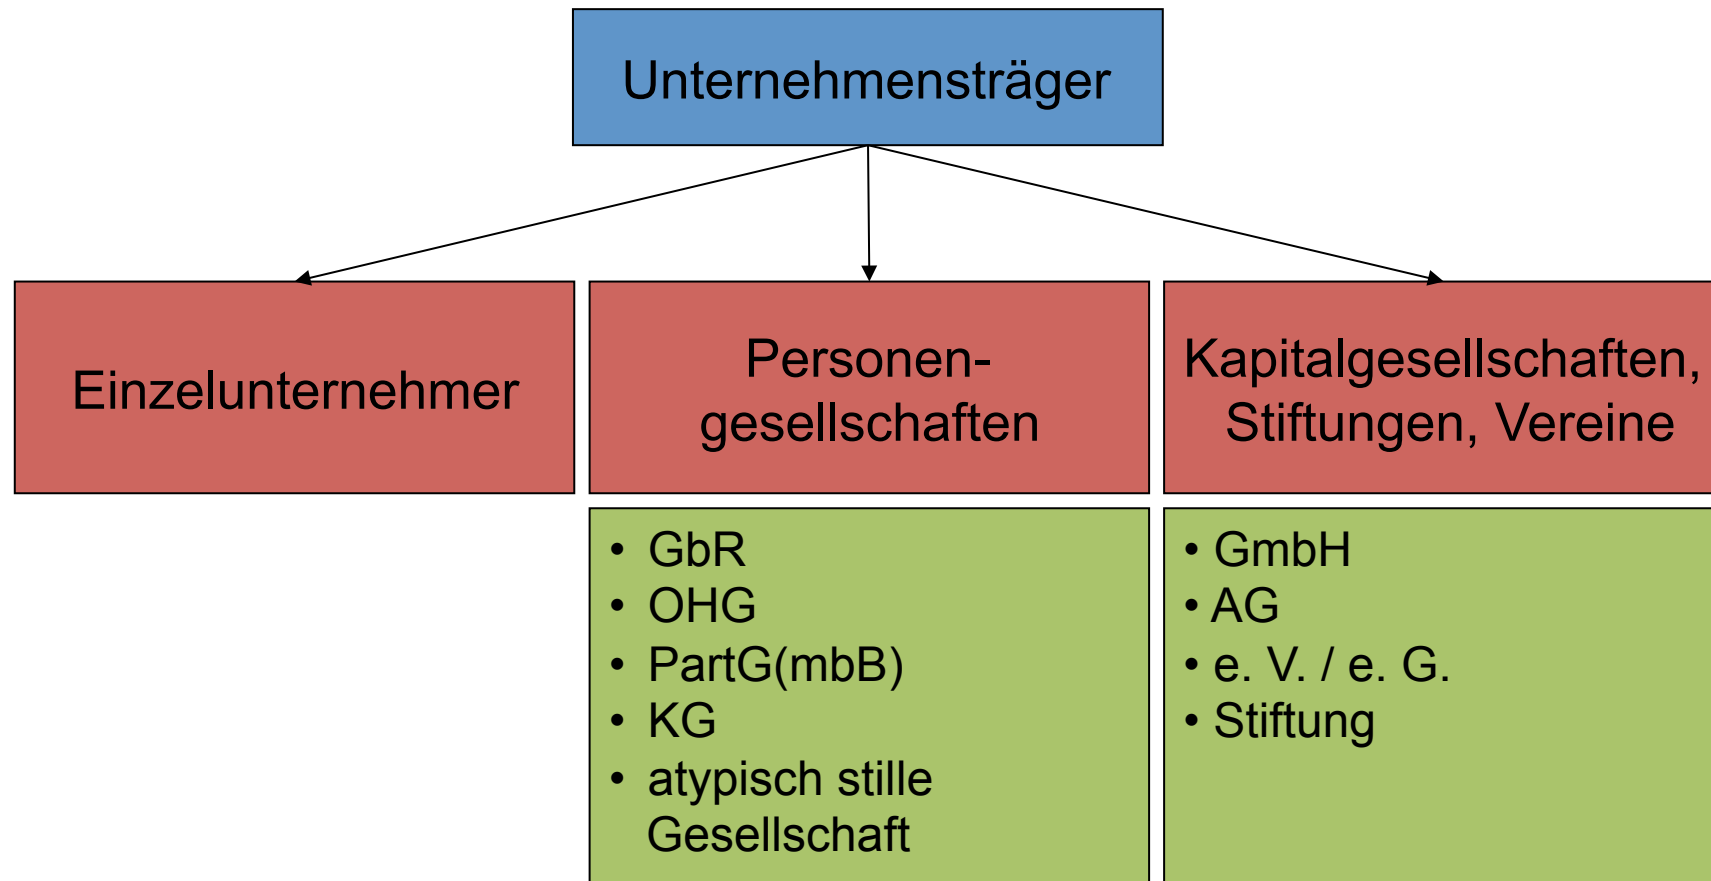 Unternehmensträger
Einzelunternehmer
Personen-
gesellschaften
Kapitalgesellschaften,
Stiftungen, Vereine
• GbR
• OHG
• PartG(mbB)
• KG
• atypisch stille
Gesellschaft
• GmbH
• AG
• e. V. / e. G.
• Stiftung